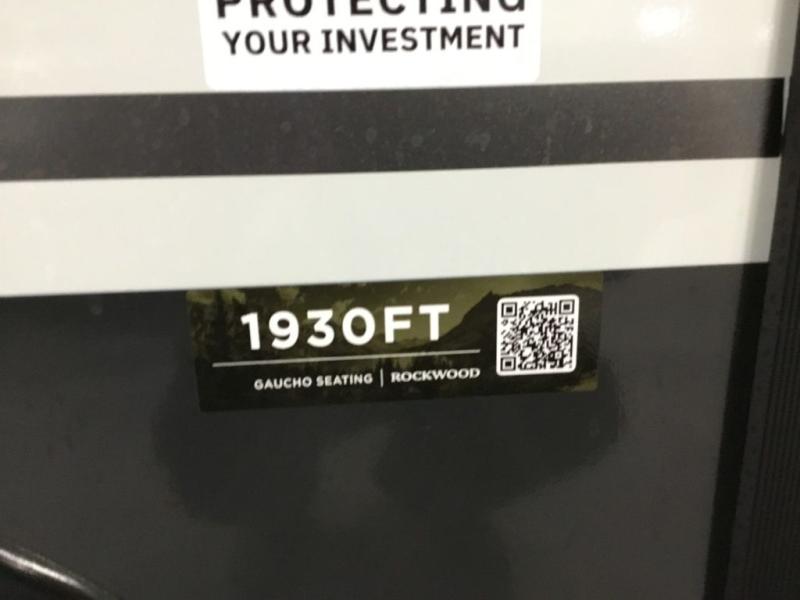 PROTECTING
YOUR INVESTMENT
1930FT
GAUCHO SEATING | ROCKWOOD